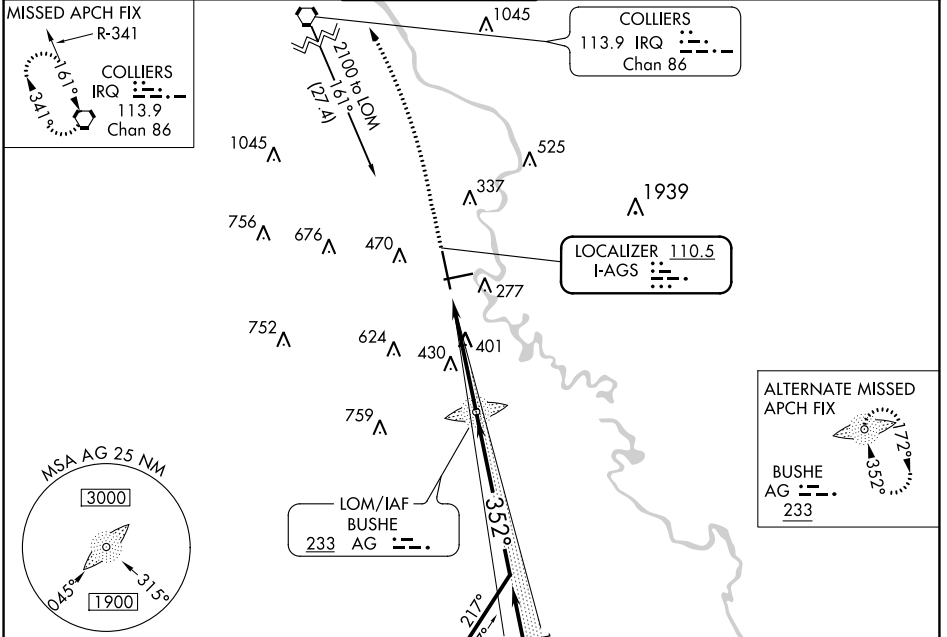 MISSED APCH FIX
R-341
161°
341°
COLLIERS
IRQ
113.9
Chan 86
2100 to LOM
161°
(27.4)
1045
COLLIERS
113.9 IRQ
Chan 86
1045
525
337
1939
756
676
470
LOCALIZER 110.5
I-AGS
277
752
624
430
401
759
ALTERNATE MISSED
APCH FIX
172°
352°
BUSHE
AG
233
MSA AG 25 NM
3000
045°
315°
1900
LOM/IAF
BUSHE
233 AG
352°
217°